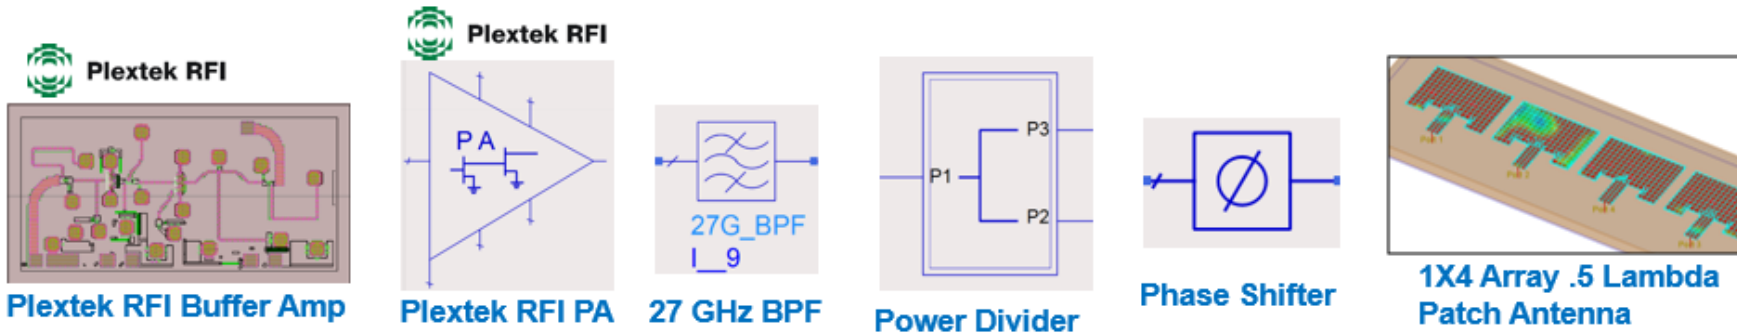 Plextek RFI
Plextek RFI Buffer Amp
Plextek RFI
P A
Plextek RFI PA
27G_BPF
I__9
27 GHz BPF
P1
P3
P2
Power Divider
Phase Shifter
1X4 Array .5 Lambda
Patch Antenna